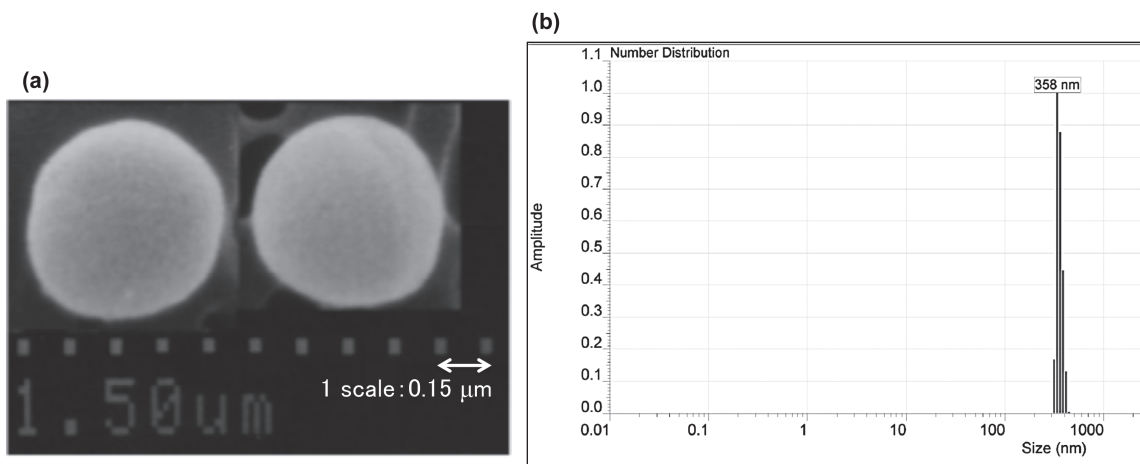 (a)
1 scale:0.15 μm
1.50um
(b)
Number Distribution
358 nm
Amplitude
1.1
1.0
0.9
0.8
0.7
0.6
0.5
0.4
0.3
0.2
0.1
0.0
0.01 0.1 1 10 100 1000
Size (nm)